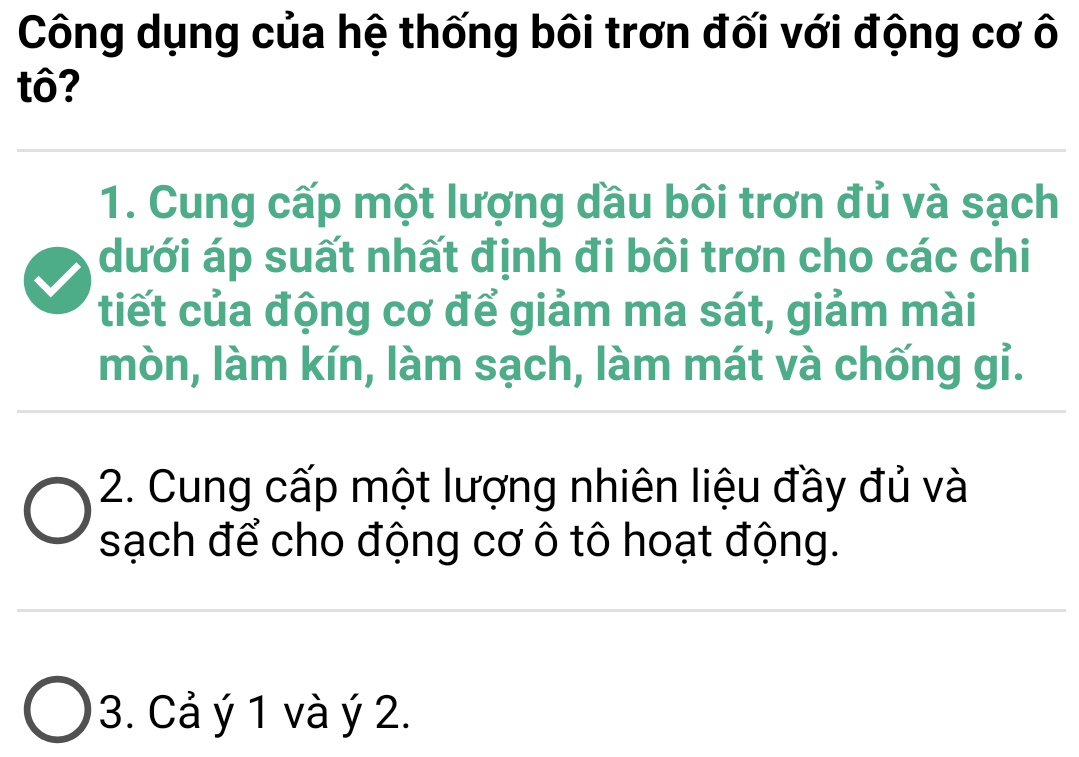 Công dụng của hệ thống bôi trơn đối với động cơ ô
tô?
1. Cung cấp một lượng dầu bôi trơn đủ và sạch
dưới áp suất nhất định đi bôi trơn cho các chi
tiết của động cơ để giảm ma sát, giảm mài
mòn, làm kín, làm sạch, làm mát và chống gỉ.
2. Cung cấp một lượng nhiên liệu đầy đủ và
sạch để cho động cơ ô tô hoạt động.
3. Cả ý 1 và ý 2.